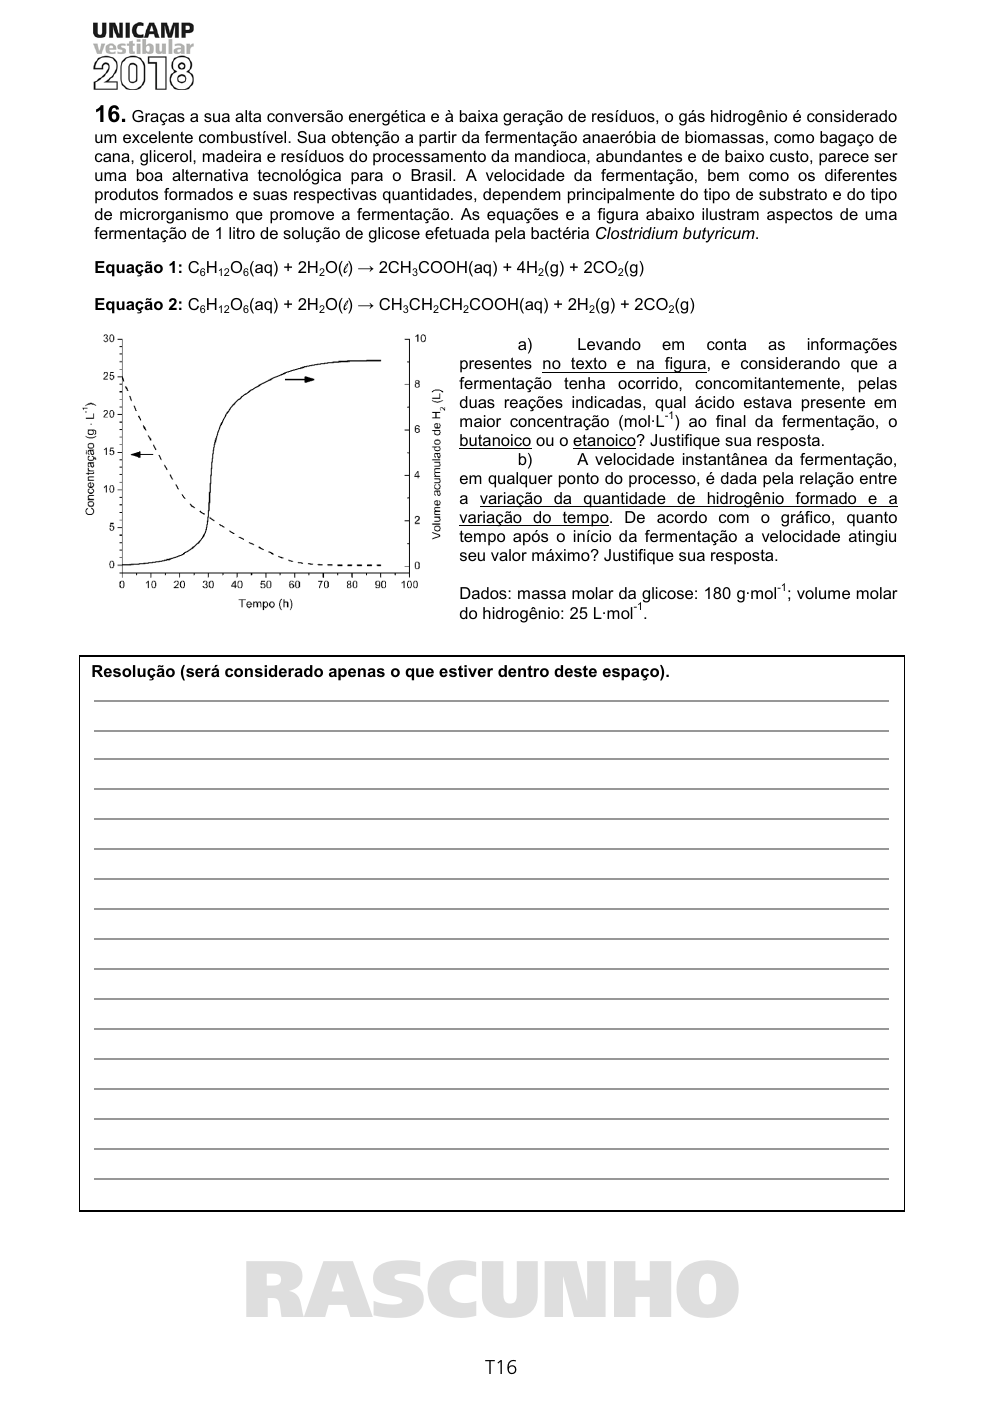 UNICAMP
vestibular
2018
16. Graças a sua alta conversão energética e à baixa geração de resíduos, o gás hidrogênio é considerado
um excelente combustível. Sua obtenção a partir da fermentação anaeróbia de biomassas, como bagaço de
cana, glicerol, madeira e resíduos do processamento da mandioca, abundantes e de baixo custo, parece ser
uma boa alternativa tecnológica para o Brasil. A velocidade da fermentação, bem como os diferentes
produtos formados e suas respectivas quantidades, dependem principalmente do tipo de substrato e do tipo
de microrganismo que promove a fermentação. As equações e a figura abaixo ilustram aspectos de uma
fermentação de 1 litro de solução de glicose efetuada pela bactéria Clostridium butyricum.
Equação 1: C₆H₁₂O₆(aq) + 2H₂O(ℓ) → 2CH₃COOH(aq) + 4H₂(g) + 2CO₂(g)
Equação 2: C₆H₁₂O₆(aq) + 2H₂O(ℓ) → CH₃CH₂CH₂COOH(aq) + 2H₂(g) + 2CO₂(g)
30
25
20
15
10
5
0
Concentração (g · L⁻¹)
10
8
6
4
2
0
Volume acumulado de H₂ (L)
0 10 20 30 40 50 60 70 80 90 100
Tempo (h)
a) Levando em conta as informações
presentes no texto e na figura, e considerando que a
fermentação tenha ocorrido, concomitantemente, pelas
duas reações indicadas, qual ácido estava presente em
maior concentração (mol·L⁻¹) ao final da fermentação, o
butanoico ou o etanoico? Justifique sua resposta.
b) A velocidade instantânea da fermentação,
em qualquer ponto do processo, é dada pela relação entre
a variação da quantidade de hidrogênio formado e a
variação do tempo. De acordo com o gráfico, quanto
tempo após o início da fermentação a velocidade atingiu
seu valor máximo? Justifique sua resposta.
Dados: massa molar da glicose: 180 g·mol⁻¹; volume molar
do hidrogênio: 25 L·mol⁻¹.
Resolução (será considerado apenas o que estiver dentro deste espaço).
RASCUNHO
T16